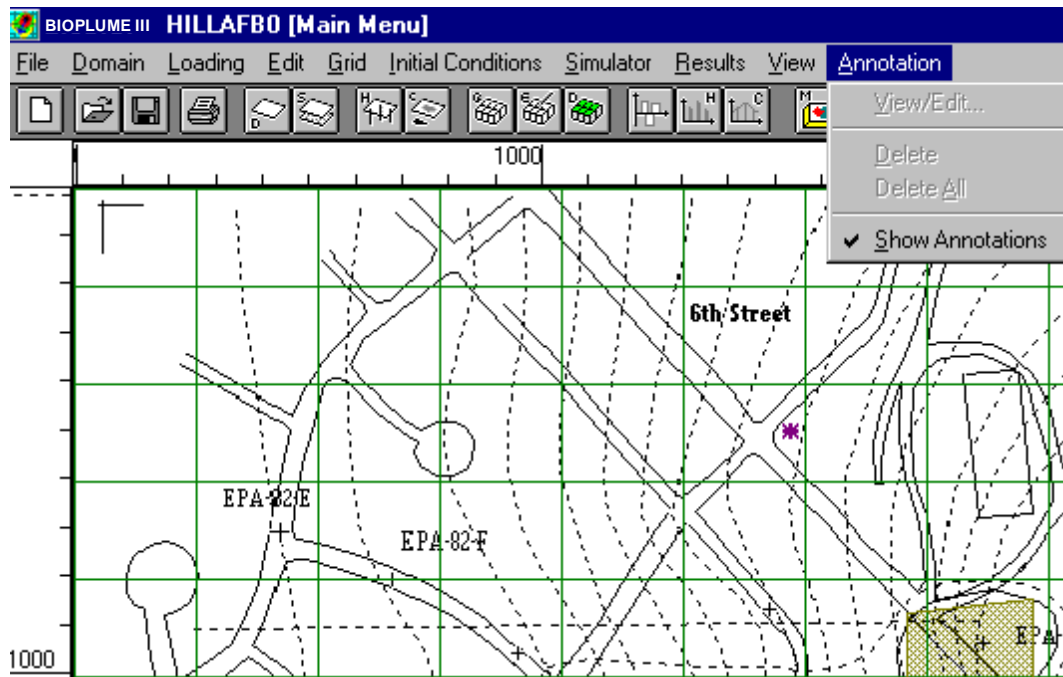 BIOPLUME III HILLAFB0 [Main Menu]
File Domain Loading Edit Grid Initial Conditions Simulator Results View Annotation
D S H C G E D H C M
View/Edit...
Delete
Delete All
Show Annotations
1000
6th Street
EPA-82-E
EPA-82-F
EPA
1000